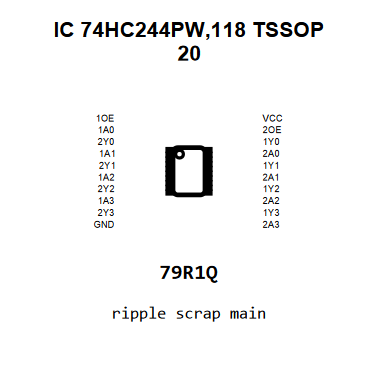 IC 74HC244PW,118 TSSOP
20
1OE VCC
1A0 2OE
2Y0 1Y0
1A1 2A0
2Y1 1Y1
1A2 2A1
2Y2 1Y2
1A3 2A2
2Y3 1Y3
GND 2A3
79R1Q
ripple scrap main